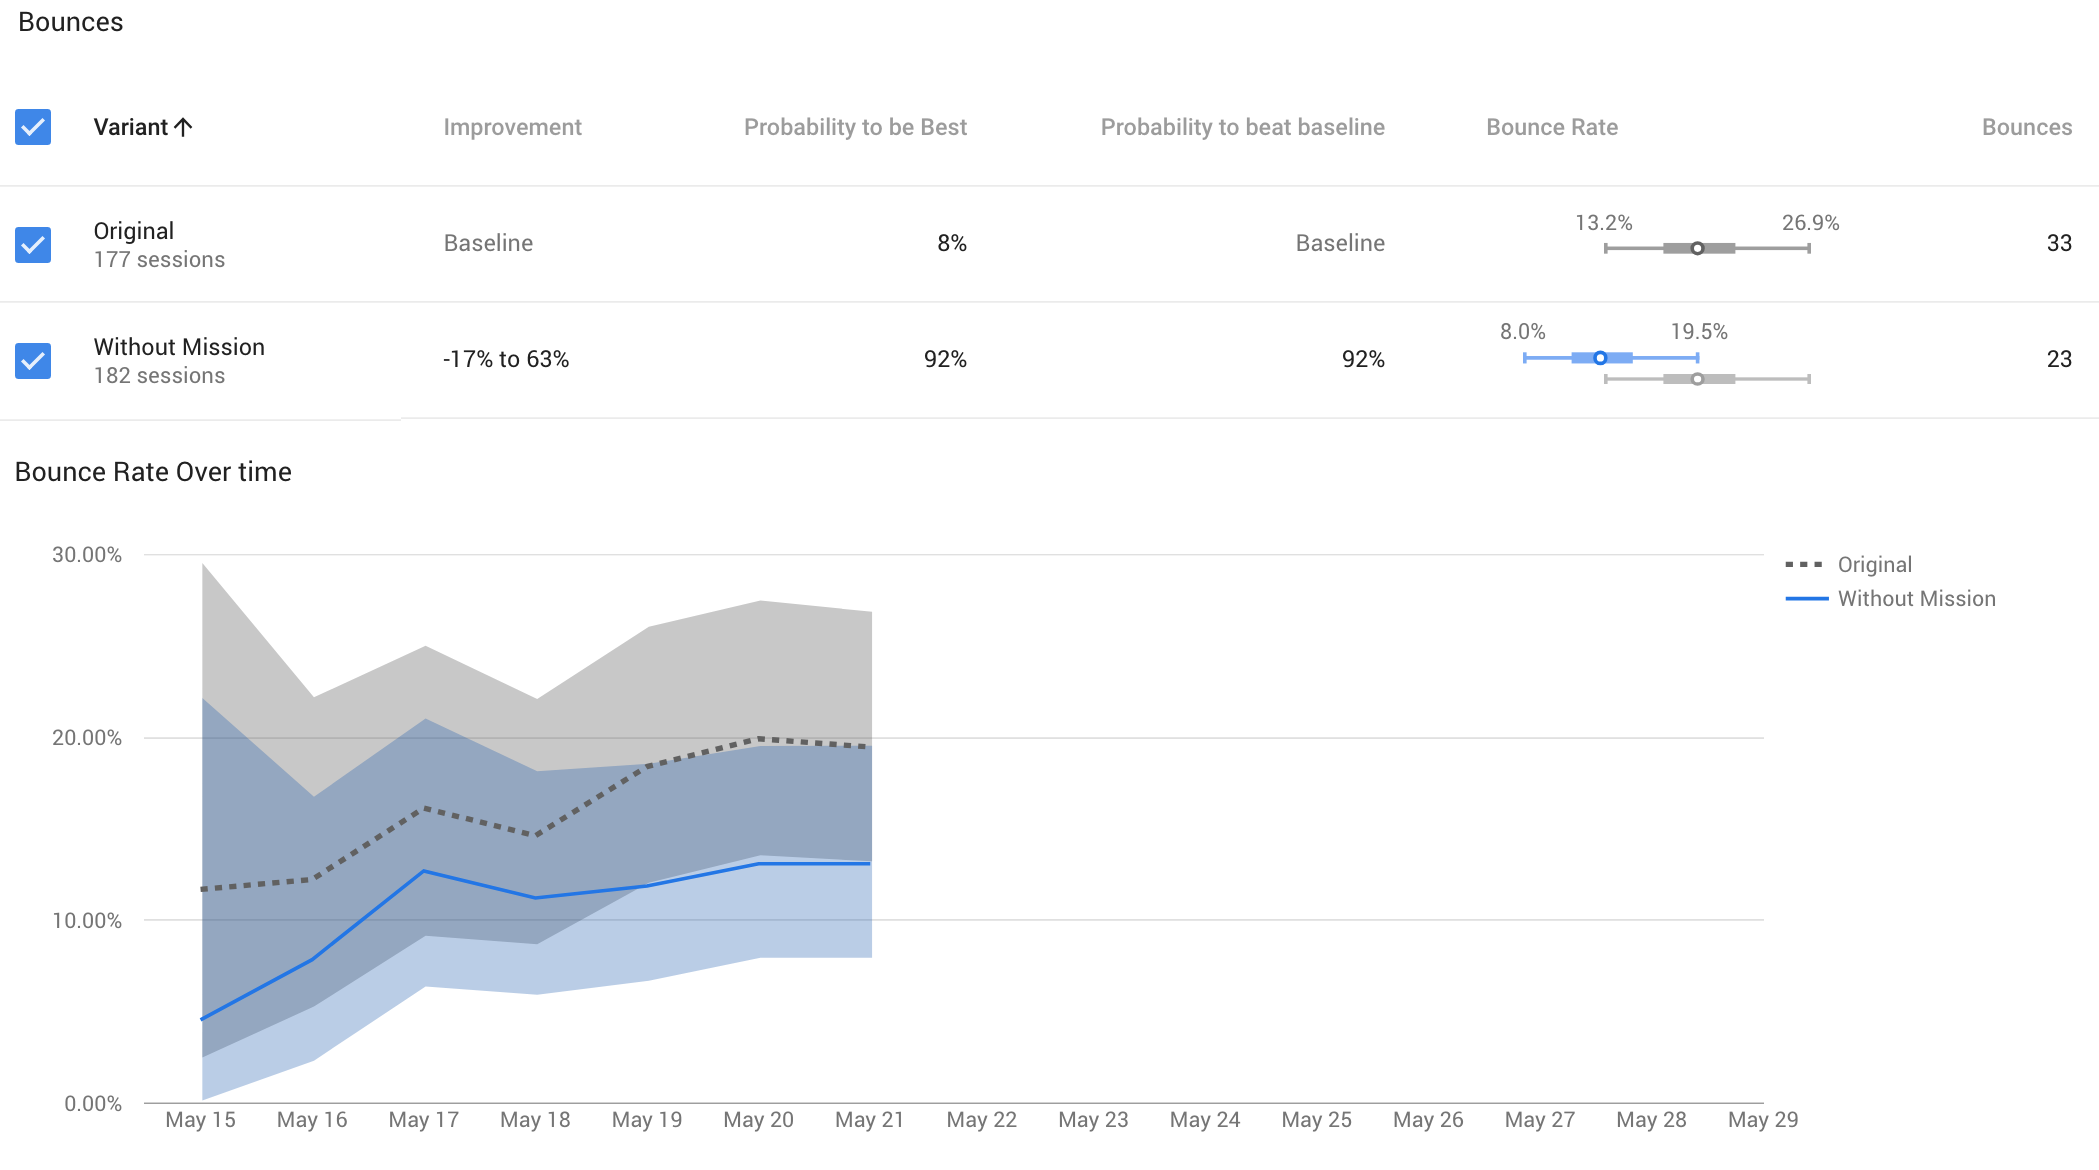 Bounces
Variant Improvement Probability to be Best Probability to beat baseline Bounce Rate Bounces
Original
177 sessions
Baseline 8% Baseline 13.2% 26.9% 33
Without Mission
182 sessions
-17% to 63% 92% 92% 8.0% 19.5% 23
Bounce Rate Over time
30.00%
20.00%
10.00%
0.00%
Original
Without Mission
May 15 May 16 May 17 May 18 May 19 May 20 May 21 May 22 May 23 May 24 May 25 May 26 May 27 May 28 May 29